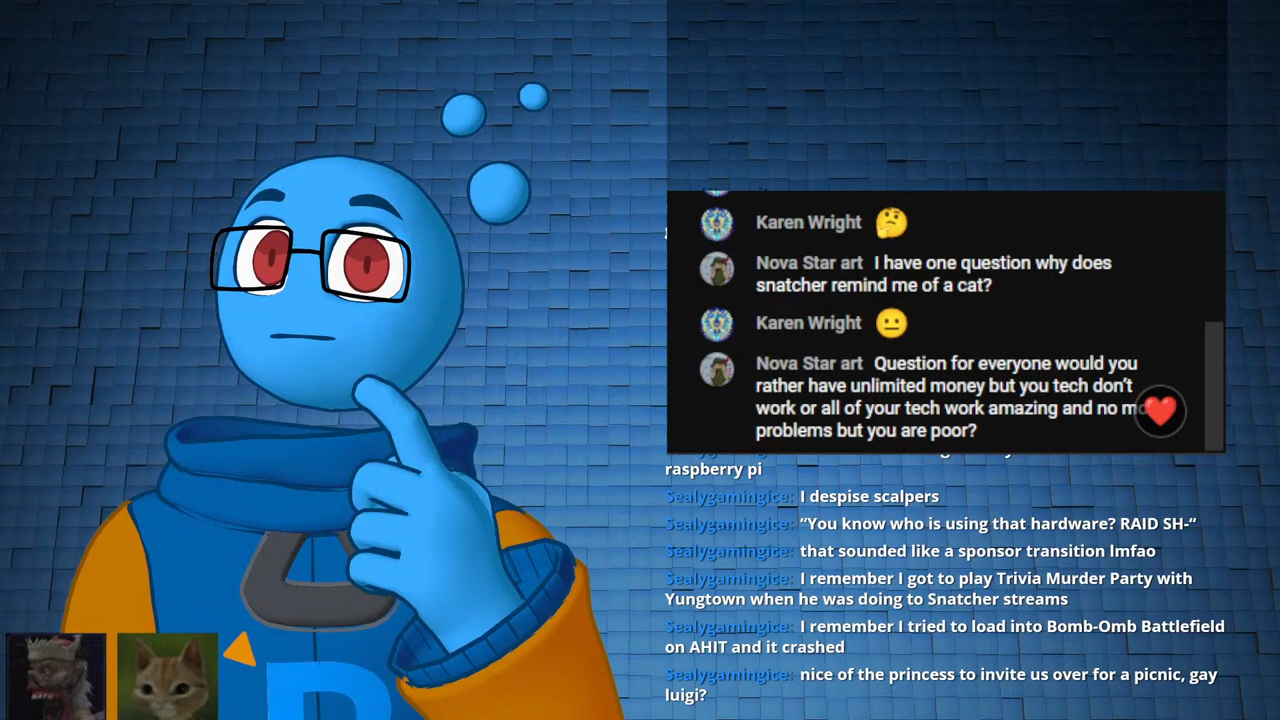 Karen Wright 🤔
Nova Star art I have one question why does
snatcher remind me of a cat?
Karen Wright 😐
Nova Star art Question for everyone would you
rather have unlimited money but you tech don't
work or all of your tech work amazing and no
problems but you are poor?
raspberry pi
Sealygamingice: I despise scalpers
Sealygamingice: “You know who is using that hardware? RAID SH-“
Sealygamingice: that sounded like a sponsor transition lmfao
Sealygamingice: I remember I got to play Trivia Murder Party with
Yungtown when he was doing to Snatcher streams
Sealygamingice: I remember I tried to load into Bomb-Omb Battlefield
on AHIT and it crashed
Sealygamingice: nice of the princess to invite us over for a picnic, gay
luigi?